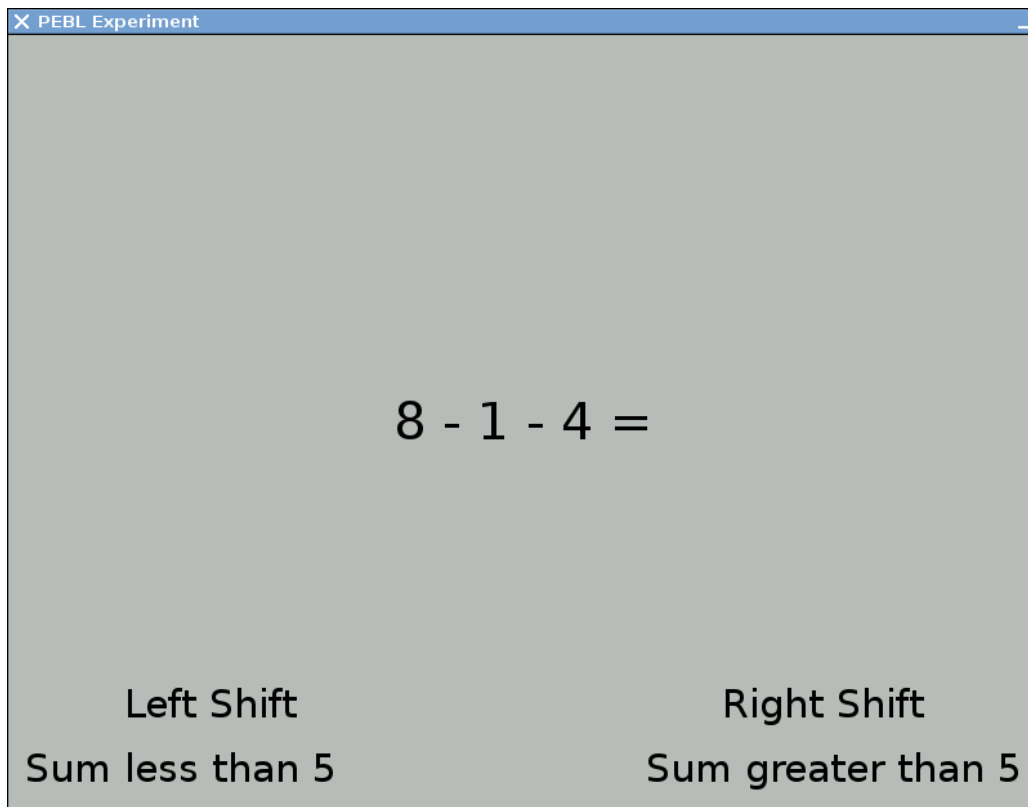 PEBL Experiment
8 - 1 - 4 =
Left Shift
Right Shift
Sum less than 5
Sum greater than 5